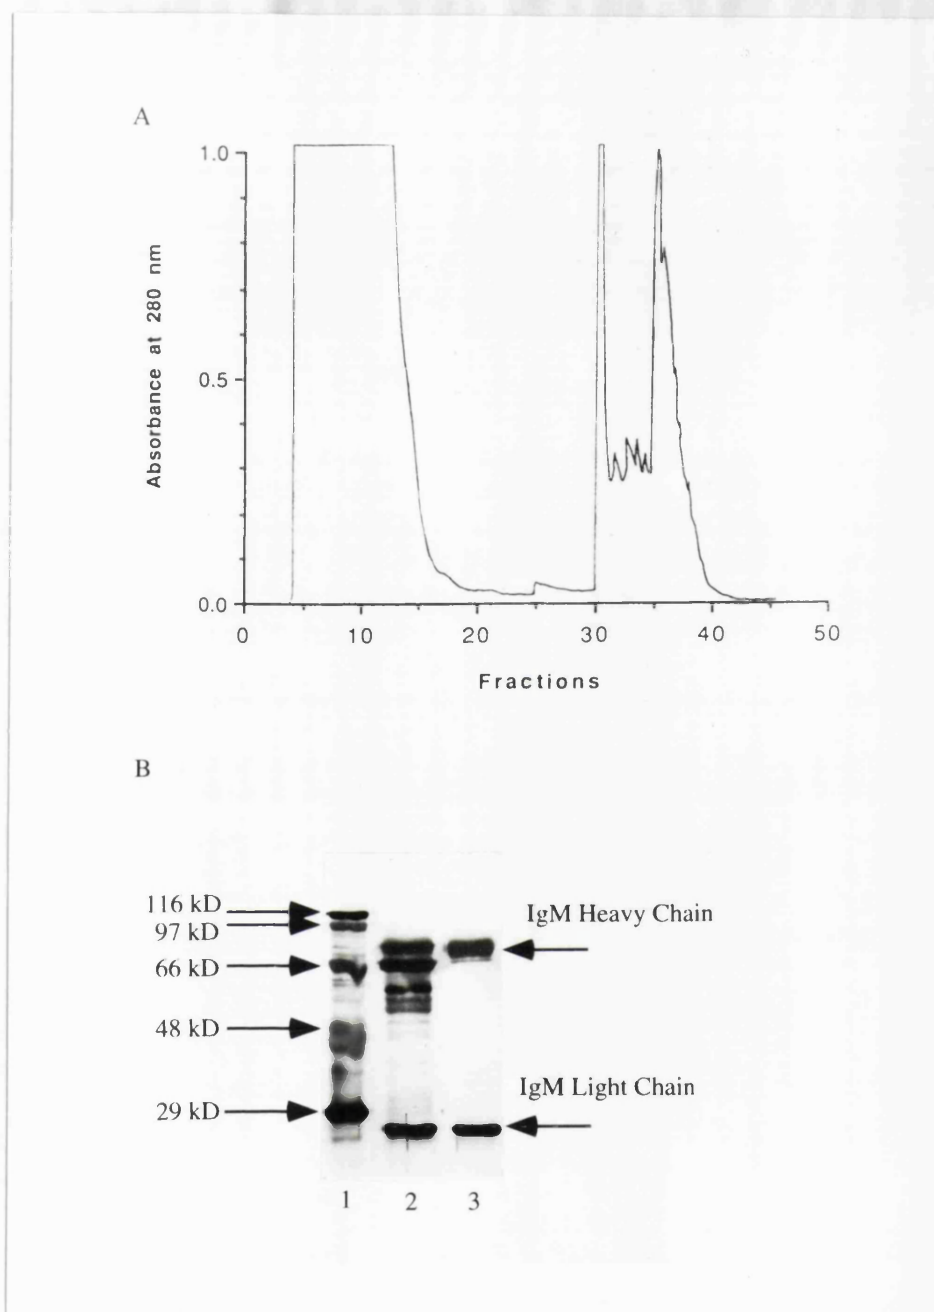 A
1.0
0.5
0.0
Absorbance at 280 nm
0 10 20 30 40 50
Fractions
B
116 kD
97 kD
66 kD
48 kD
29 kD
IgM Heavy Chain
IgM Light Chain
1 2 3